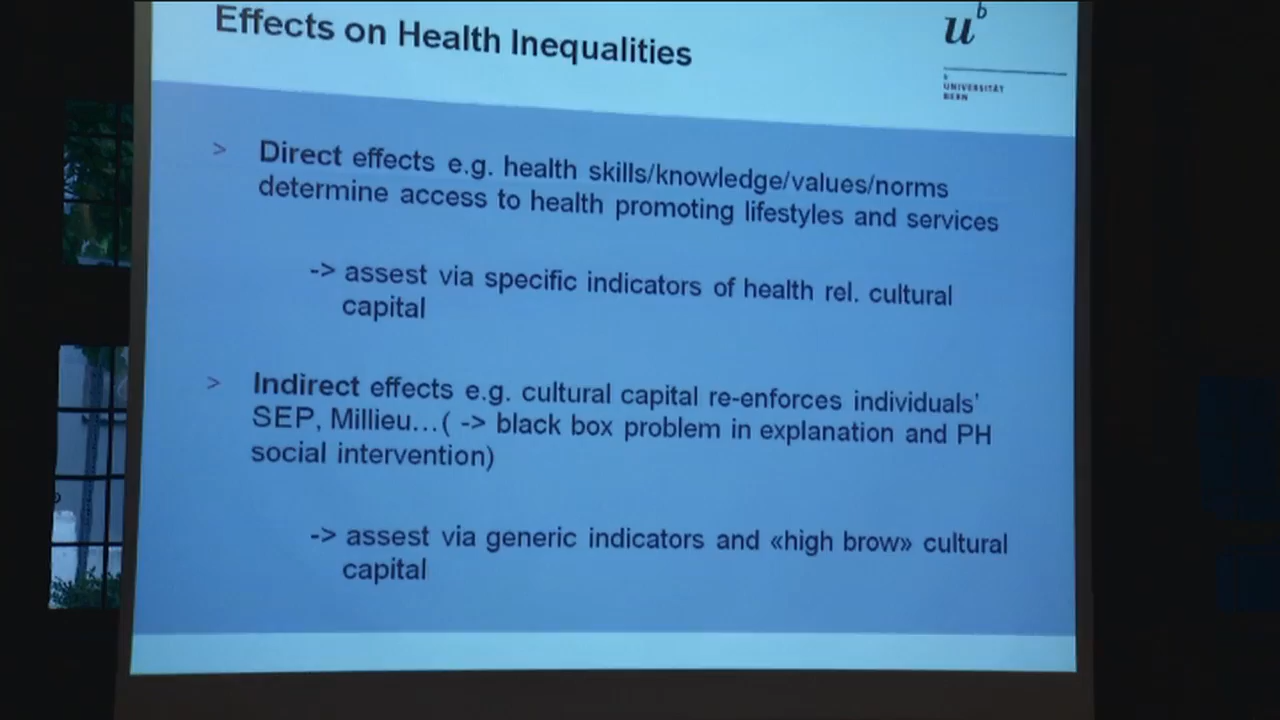 Effects on Health Inequalities
u b
b
UNIVERSITÄT
BERN
> Direct effects e.g. health skills/knowledge/values/norms
determine access to health promoting lifestyles and services
-> assest via specific indicators of health rel. cultural
capital
> Indirect effects e.g. cultural capital re-enforces individuals'
SEP, Millieu...( -> black box problem in explanation and PH
social intervention)
-> assest via generic indicators and «high brow» cultural
capital